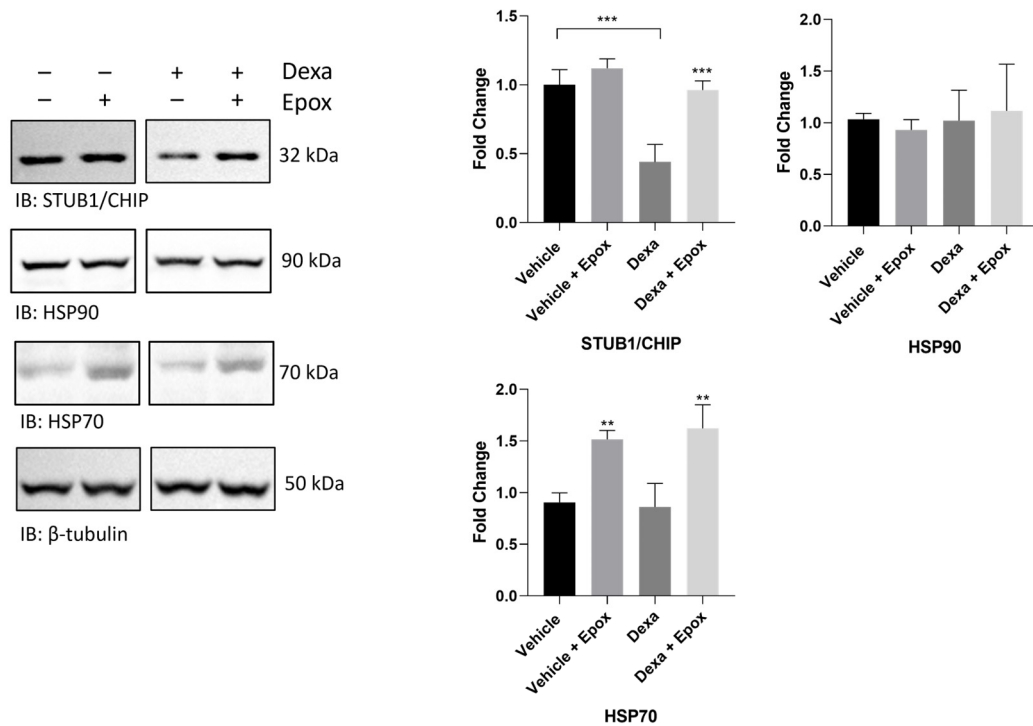 – – + + Dexa
– + – + Epox
32 kDa
IB: STUB1/CHIP
90 kDa
IB: HSP90
70 kDa
IB: HSP70
50 kDa
IB: β-tubulin
Fold Change
1.5
1.0
0.5
0.0
***
***
Vehicle
Vehicle + Epox
Dexa
Dexa + Epox
STUB1/CHIP
Fold Change
2.0
1.5
1.0
0.5
0.0
Vehicle
Vehicle + Epox
Dexa
Dexa + Epox
HSP90
Fold Change
2.0
1.5
1.0
0.5
0.0
**
**
Vehicle
Vehicle + Epox
Dexa
Dexa + Epox
HSP70